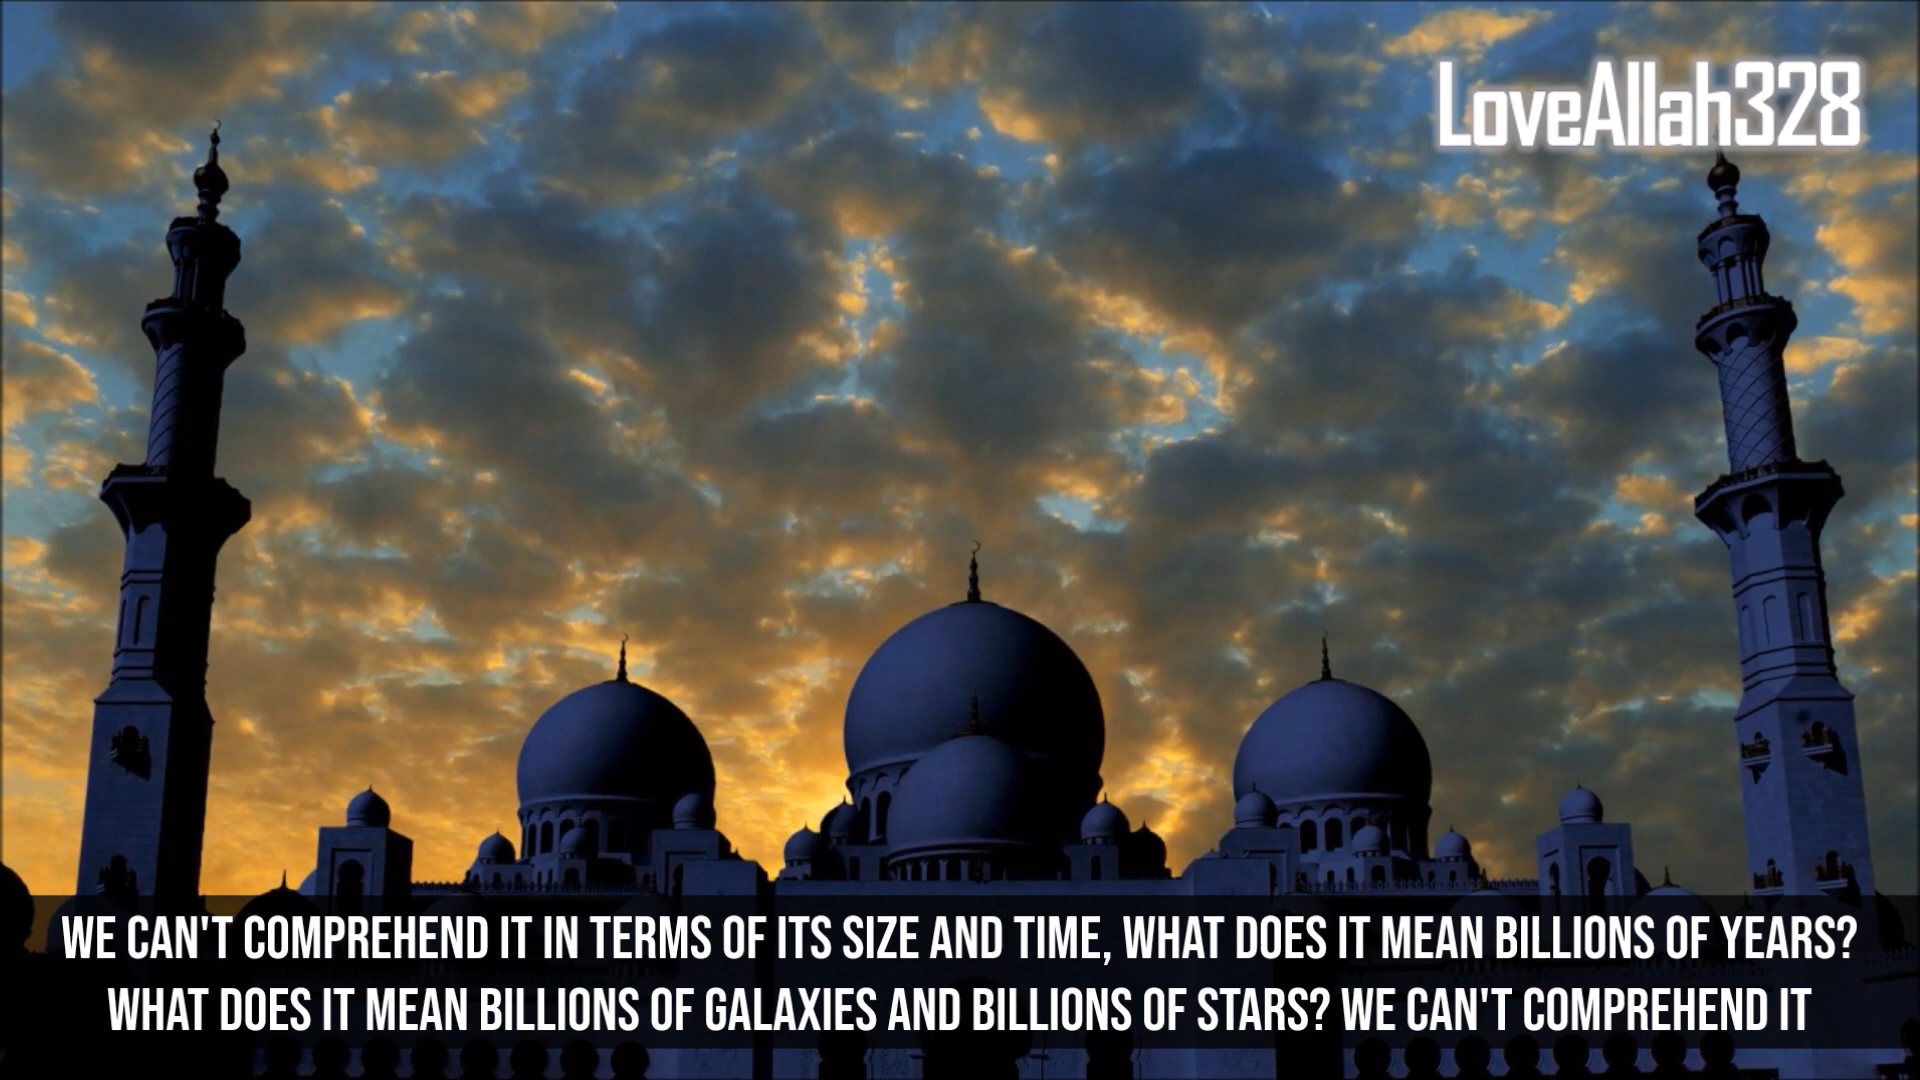 LoveAllah328
WE CAN'T COMPREHEND IT IN TERMS OF ITS SIZE AND TIME, WHAT DOES IT MEAN BILLIONS OF YEARS?
WHAT DOES IT MEAN BILLIONS OF GALAXIES AND BILLIONS OF STARS? WE CAN'T COMPREHEND IT